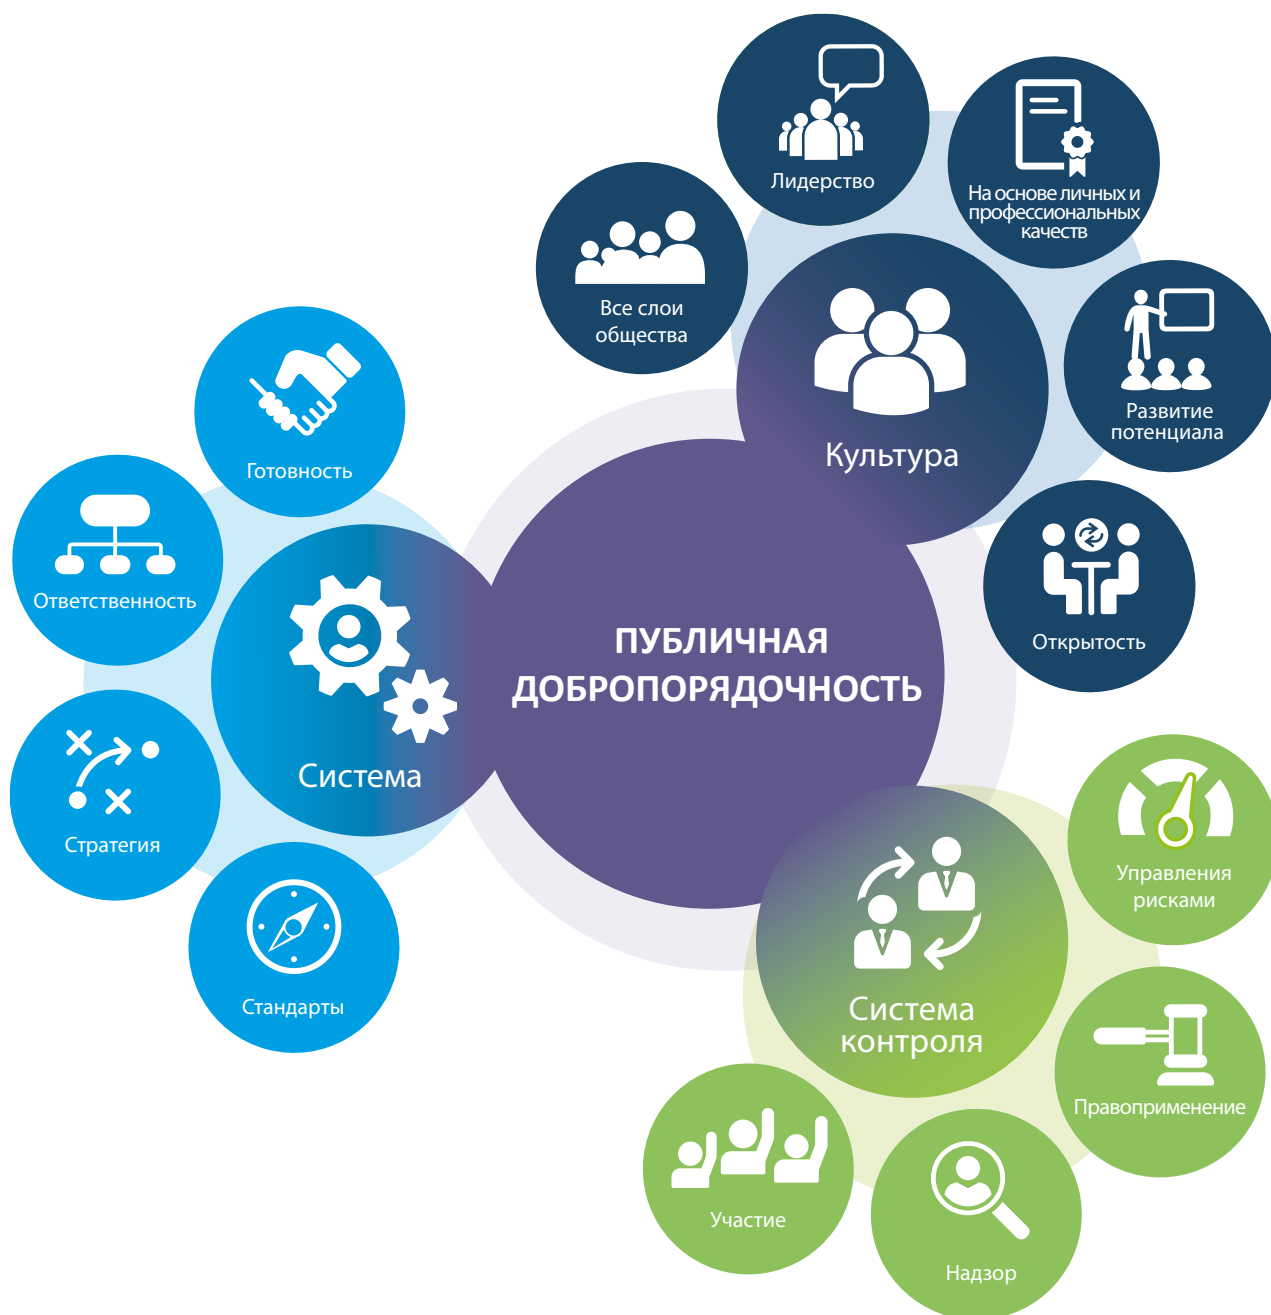 Лидерство
На основе личных и
профессиональных
качеств
Все слои
общества
Развитие
потенциала
Культура
Открытость
Готовность
Ответственность
Система
Стратегия
Стандарты
ПУБЛИЧНАЯ
ДОБРОПОРЯДОЧНОСТЬ
Управления
рисками
Система
контроля
Правоприменение
Участие
Надзор